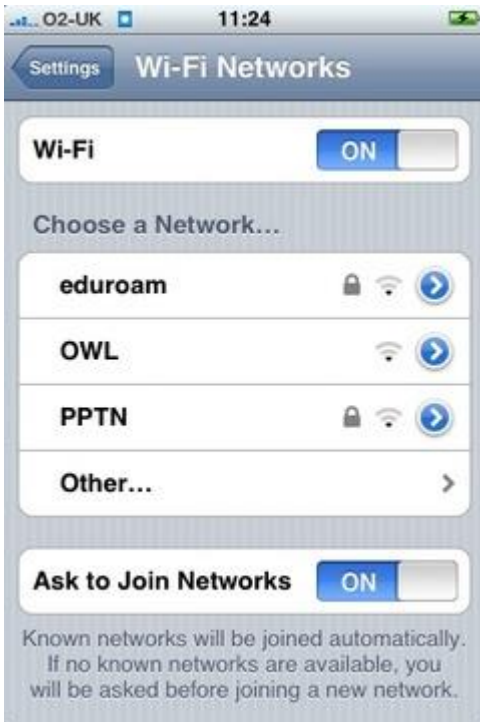 O2-UK 11:24
Settings Wi-Fi Networks
Wi-Fi ON
Choose a Network...
eduroam
OWL
PPTN
Other...
Ask to Join Networks ON
Known networks will be joined automatically.
If no known networks are available, you
will be asked before joining a new network.